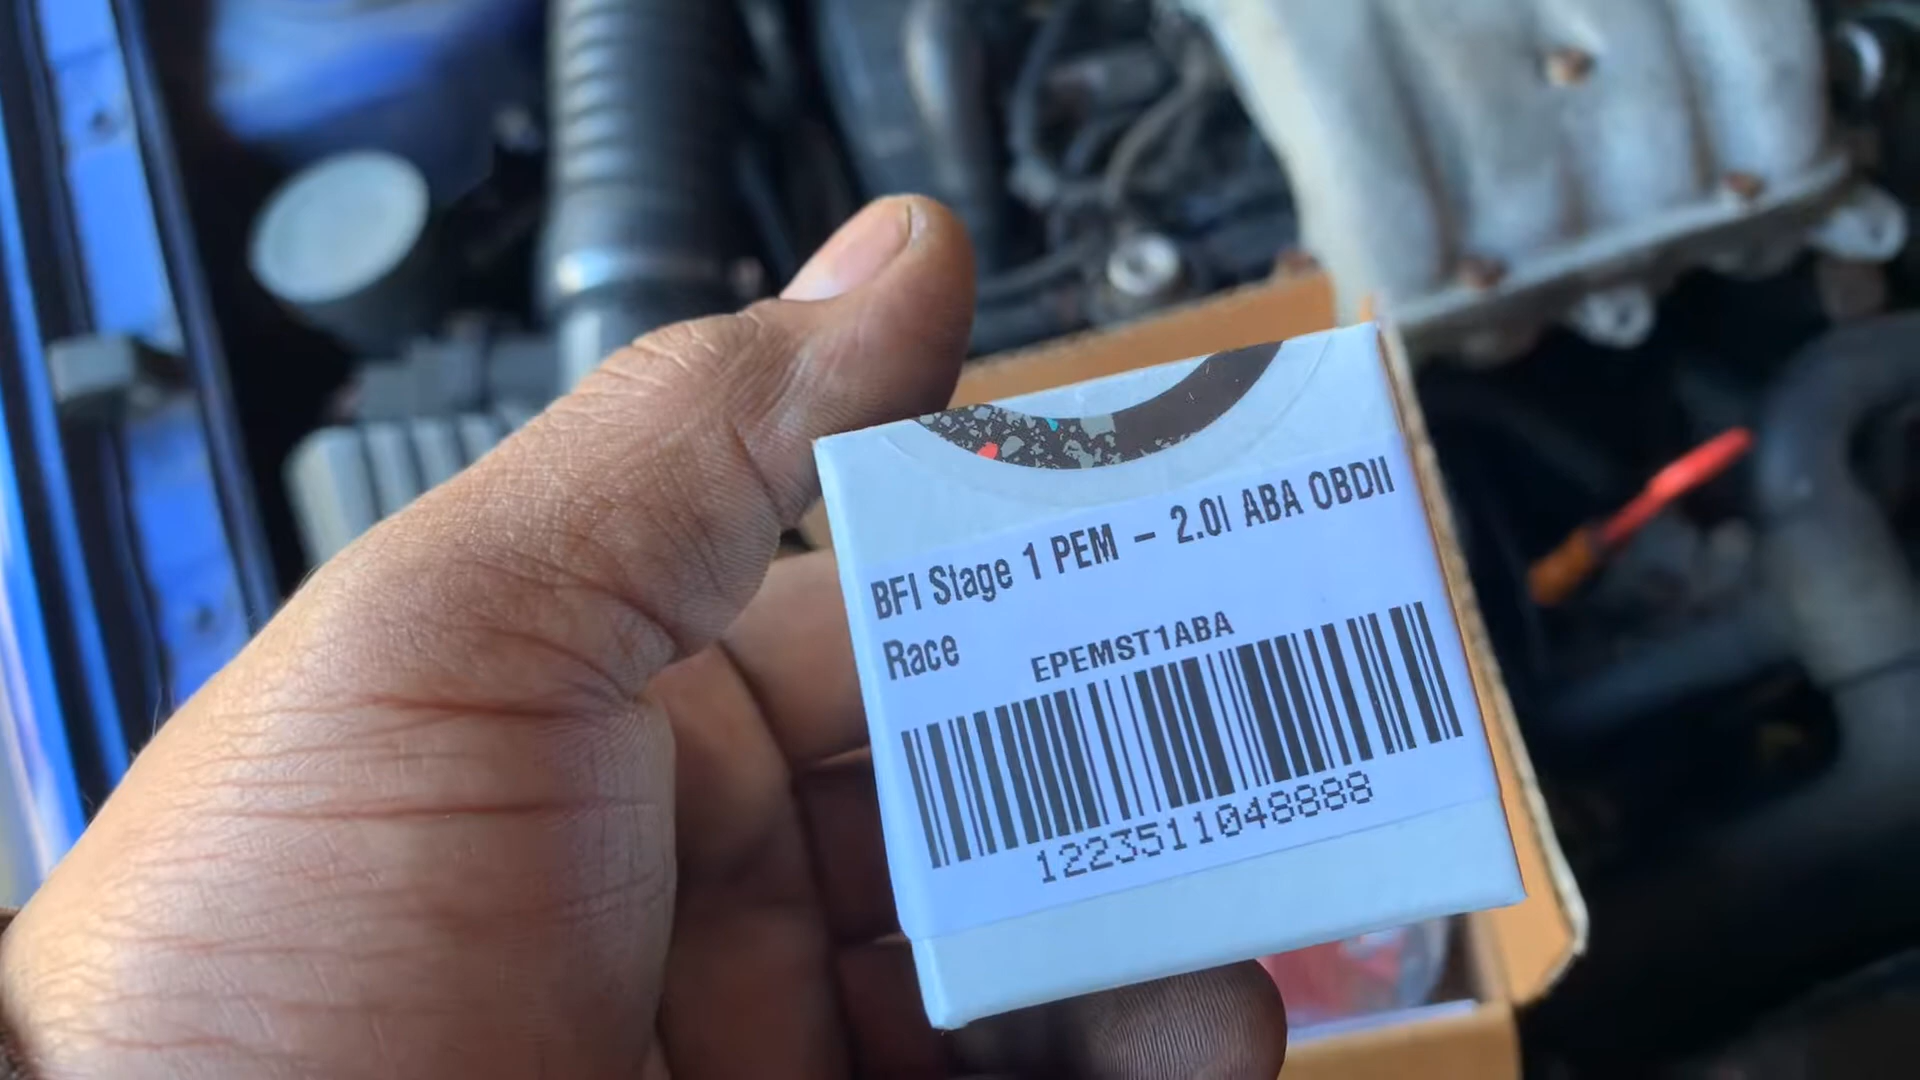 BFI Stage 1 PEM – 2.0l ABA OBDII
Race
EPEMST1ABA
1223511048888